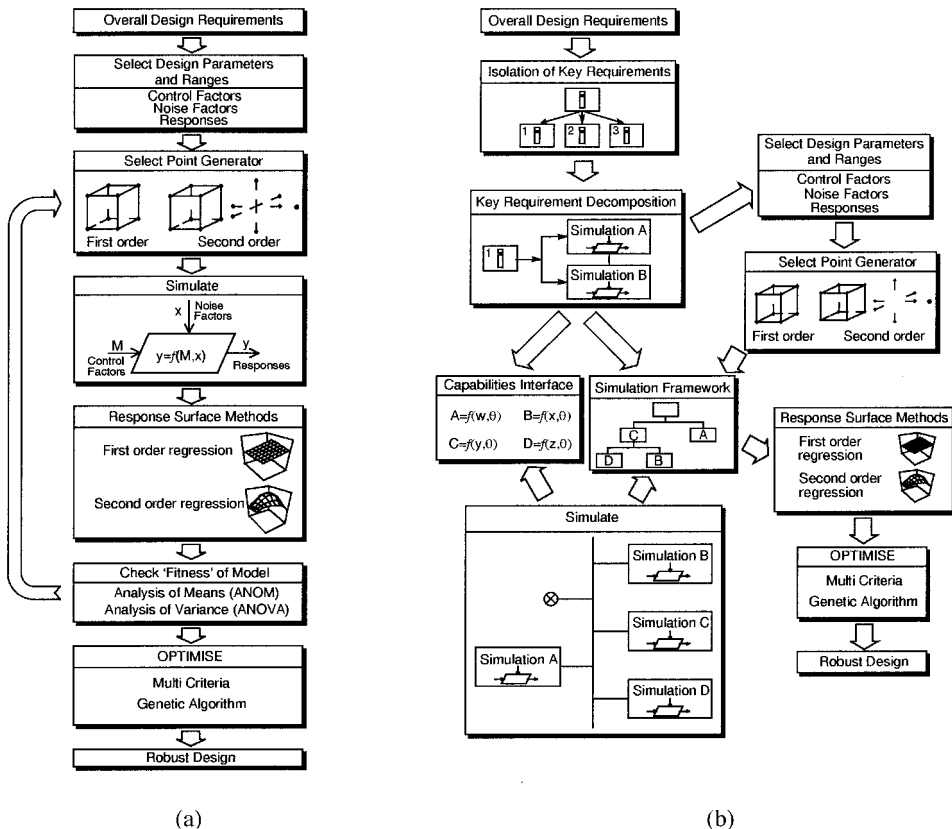 Overall Design Requirements
Select Design Parameters
and Ranges
Control Factors
Noise Factors
Responses
Select Point Generator
First order
Second order
Simulate
x
Noise
Factors
M
Control
Factors
y=f(M,x)
y
Responses
Response Surface Methods
First order regression
Second order regression
Check 'Fitness' of Model
Analysis of Means (ANOM)
Analysis of Variance (ANOVA)
OPTIMISE
Multi Criteria
Genetic Algorithm
Robust Design
(a)
Overall Design Requirements
Isolation of Key Requirements
1
2
3
Key Requirement Decomposition
1
Simulation A
Simulation B
Select Design Parameters
and Ranges
Control Factors
Noise Factors
Responses
Select Point Generator
First order
Second order
Capabilities Interface
A=f(w,θ) B=f(x,θ)
C=f(y,θ) D=f(z,θ)
Simulation Framework
C
A
D
B
Response Surface Methods
First order
regression
Second order
regression
Simulate
Simulation B
Simulation C
Simulation A
Simulation D
OPTIMISE
Multi Criteria
Genetic Algorithm
Robust Design
(b)